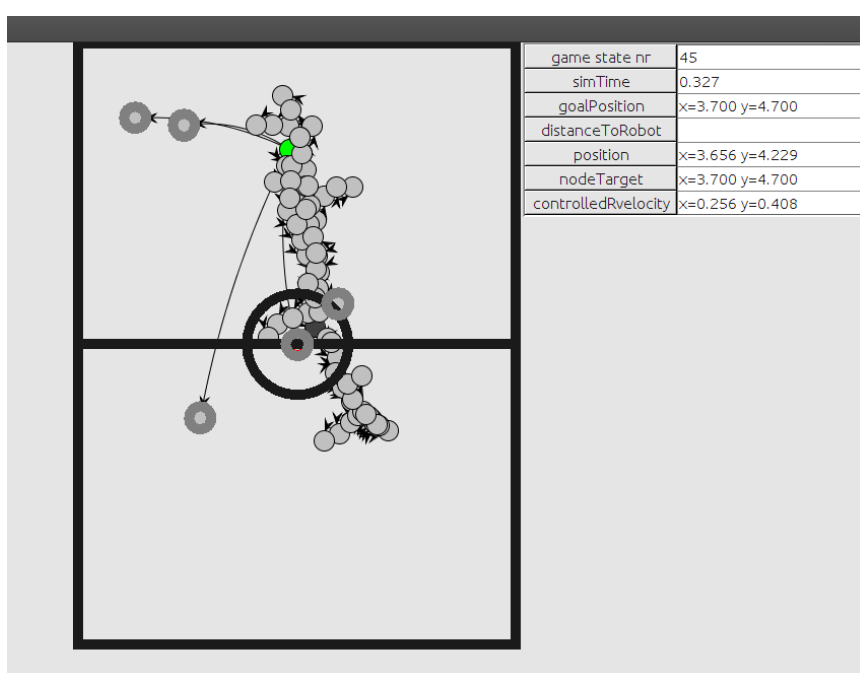 game state nr 45
simTime 0.327
goalPosition x=3.700 y=4.700
distanceToRobot
position x=3.656 y=4.229
nodeTarget x=3.700 y=4.700
controlledRvelocity x=0.256 y=0.408